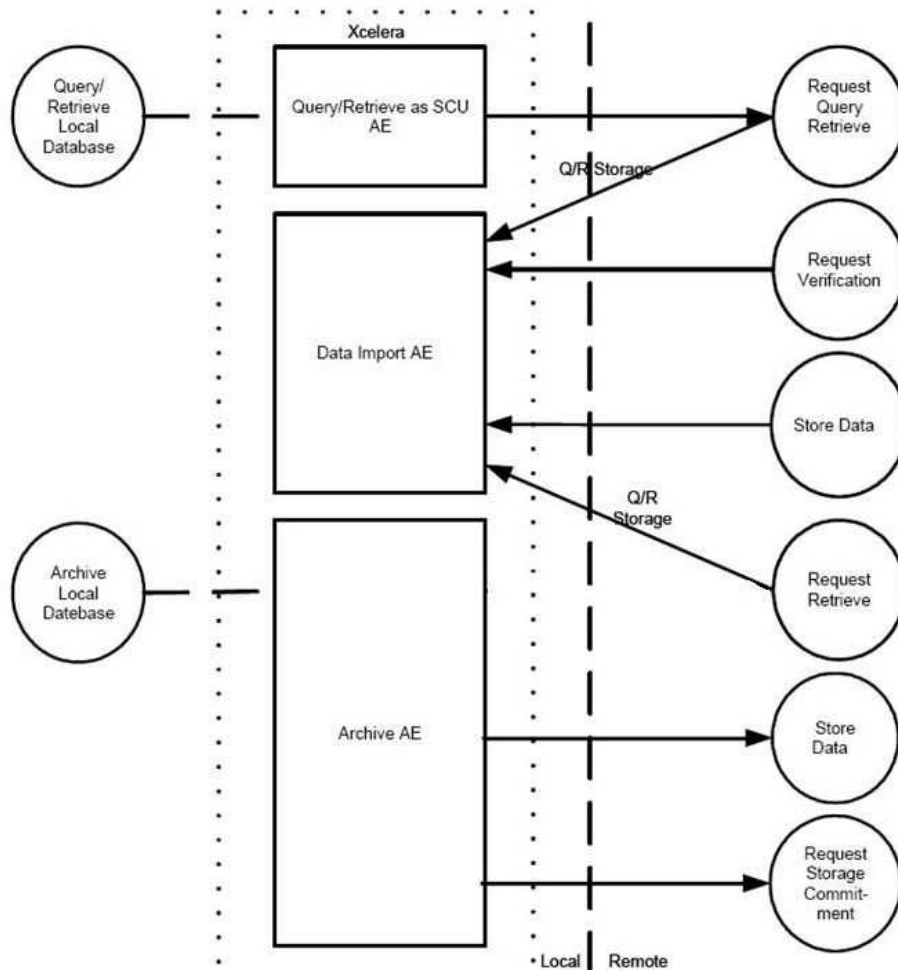 Xcelera
Query/
Retrieve
Local
Database
Query/Retrieve as SCU
AE
Request
Query
Retrieve
Q/R Storage
Request
Verification
Data Import AE
Store Data
Q/R
Storage
Archive
Local
Datebase
Request
Retrieve
Archive AE
Store
Data
Request
Storage
Commit-
ment
Local
Remote